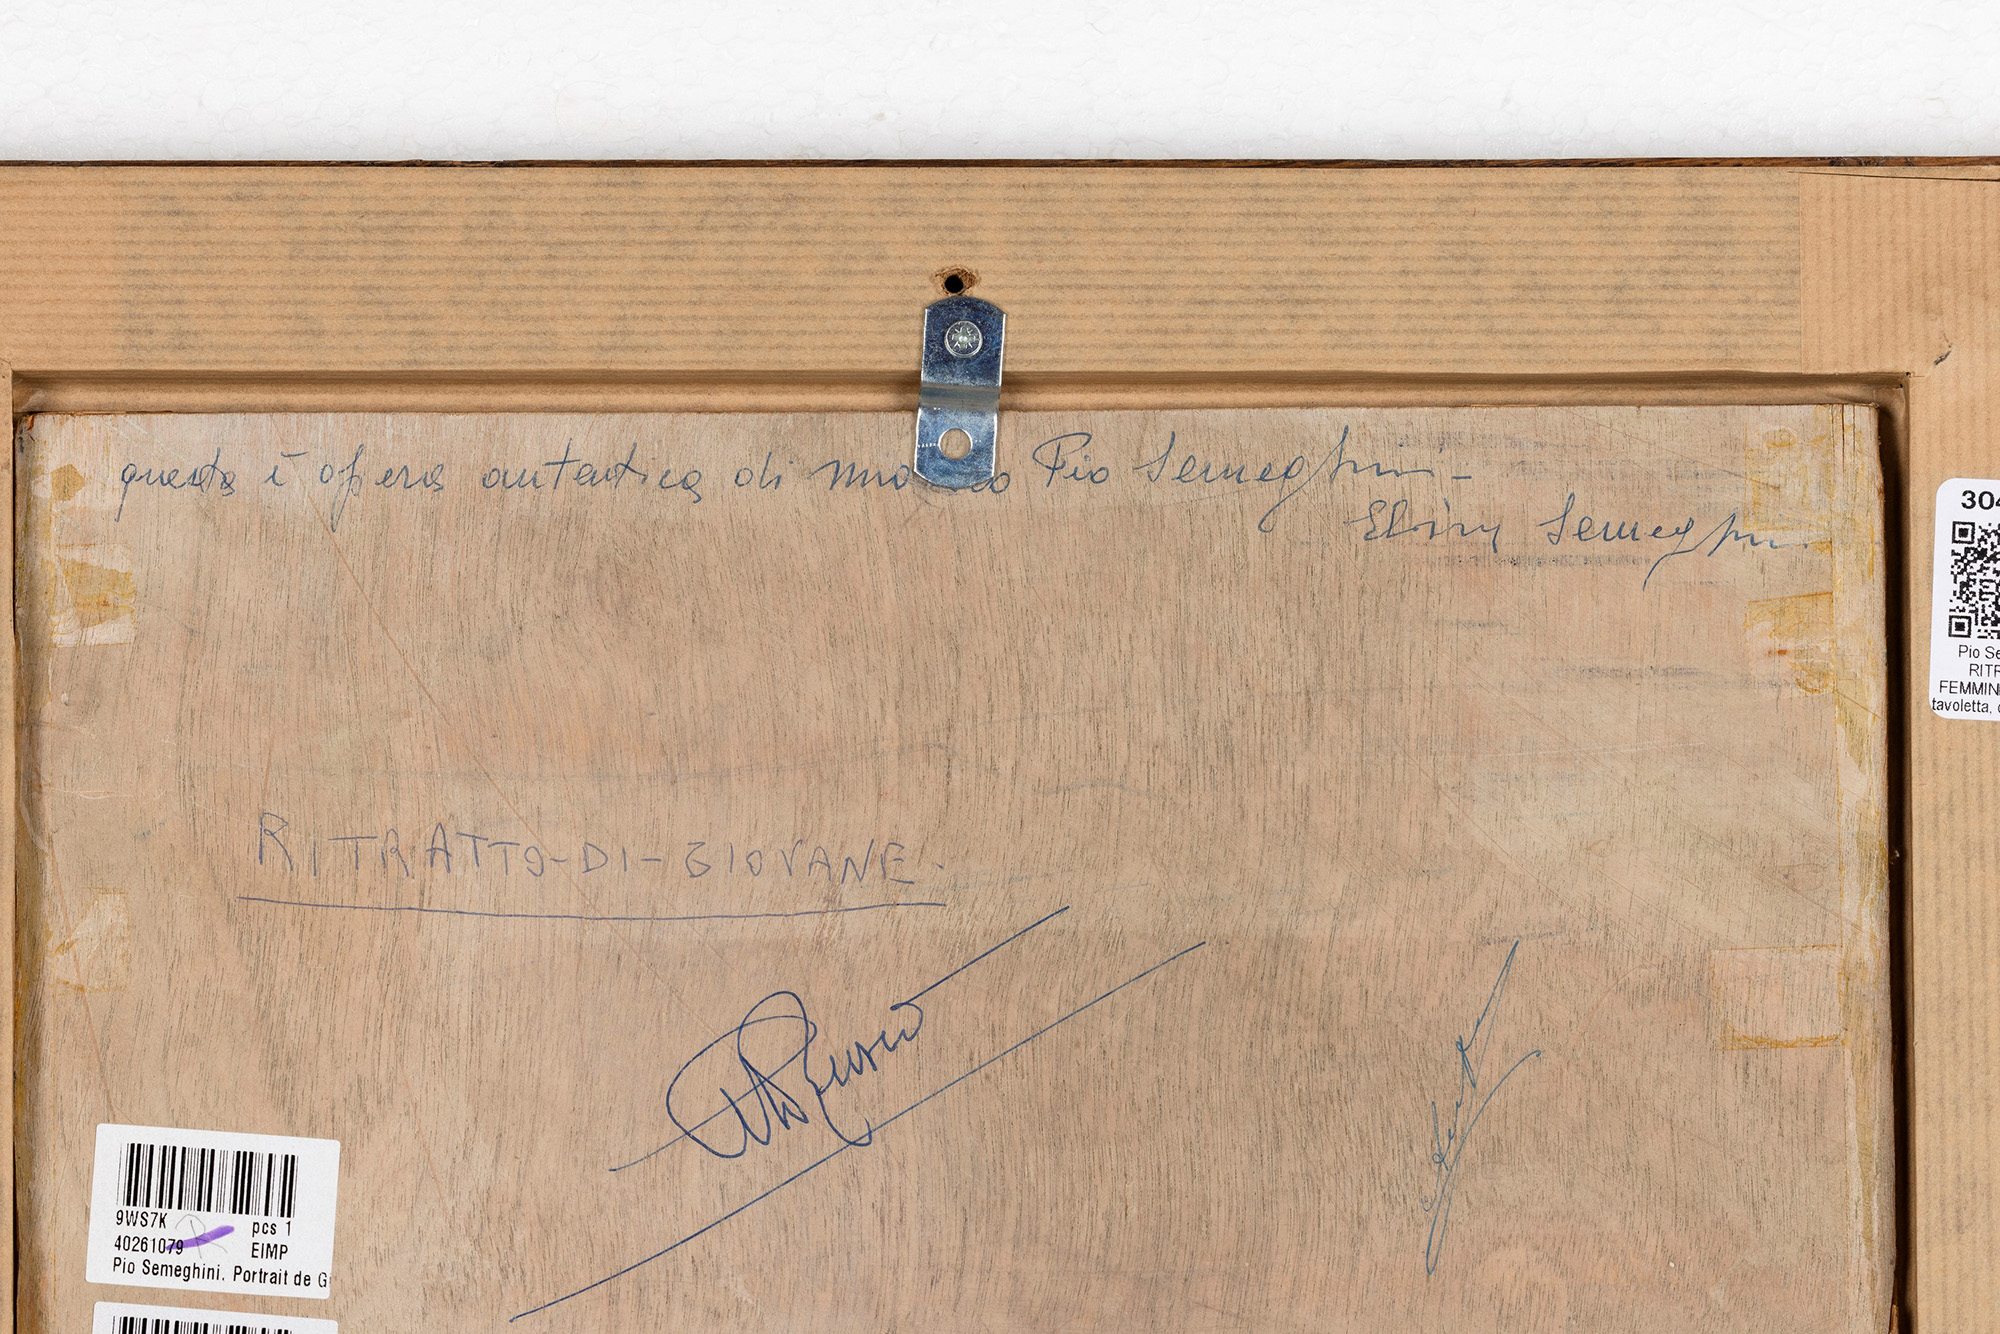 questa è opera autentica di mio Pio Semeghini -
Semeghini
304
Pio Se
RITR
FEMMIN
tavoletta, o
RITRATTO-DI-GIOVANE.
9WS7K pcs 1
40261079 EIMP
Pio Semeghini. Portrait de G